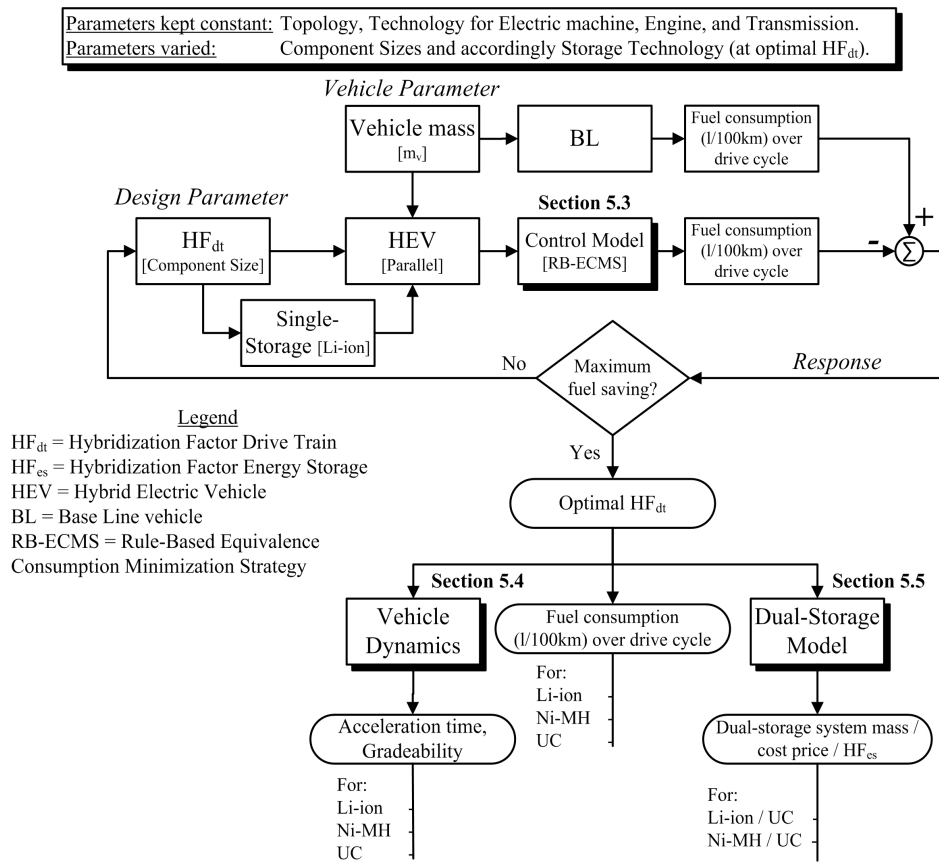 Parameters kept constant: Topology, Technology for Electric machine, Engine, and Transmission.
Parameters varied: Component Sizes and accordingly Storage Technology (at optimal HFdt).
Vehicle Parameter
Vehicle mass
[mv]
BL
Fuel consumption
(l/100km) over
drive cycle
Design Parameter
HFdt
[Component Size]
HEV
[Parallel]
Section 5.3
Control Model
[RB-ECMS]
Fuel consumption
(l/100km) over
drive cycle
+
-
Σ
Single-
Storage [Li-ion]
No
Maximum
fuel saving?
Response
Yes
Legend
HFdt = Hybridization Factor Drive Train
HFes = Hybridization Factor Energy Storage
HEV = Hybrid Electric Vehicle
BL = Base Line vehicle
RB-ECMS = Rule-Based Equivalence
Consumption Minimization Strategy
Optimal HFdt
Section 5.4
Vehicle
Dynamics
Fuel consumption
(l/100km) over drive cycle
Section 5.5
Dual-Storage
Model
For:
Li-ion
Ni-MH
UC
Acceleration time,
Gradeability
For:
Li-ion
Ni-MH
UC
Dual-storage system mass /
cost price / HFes
For:
Li-ion / UC
Ni-MH / UC